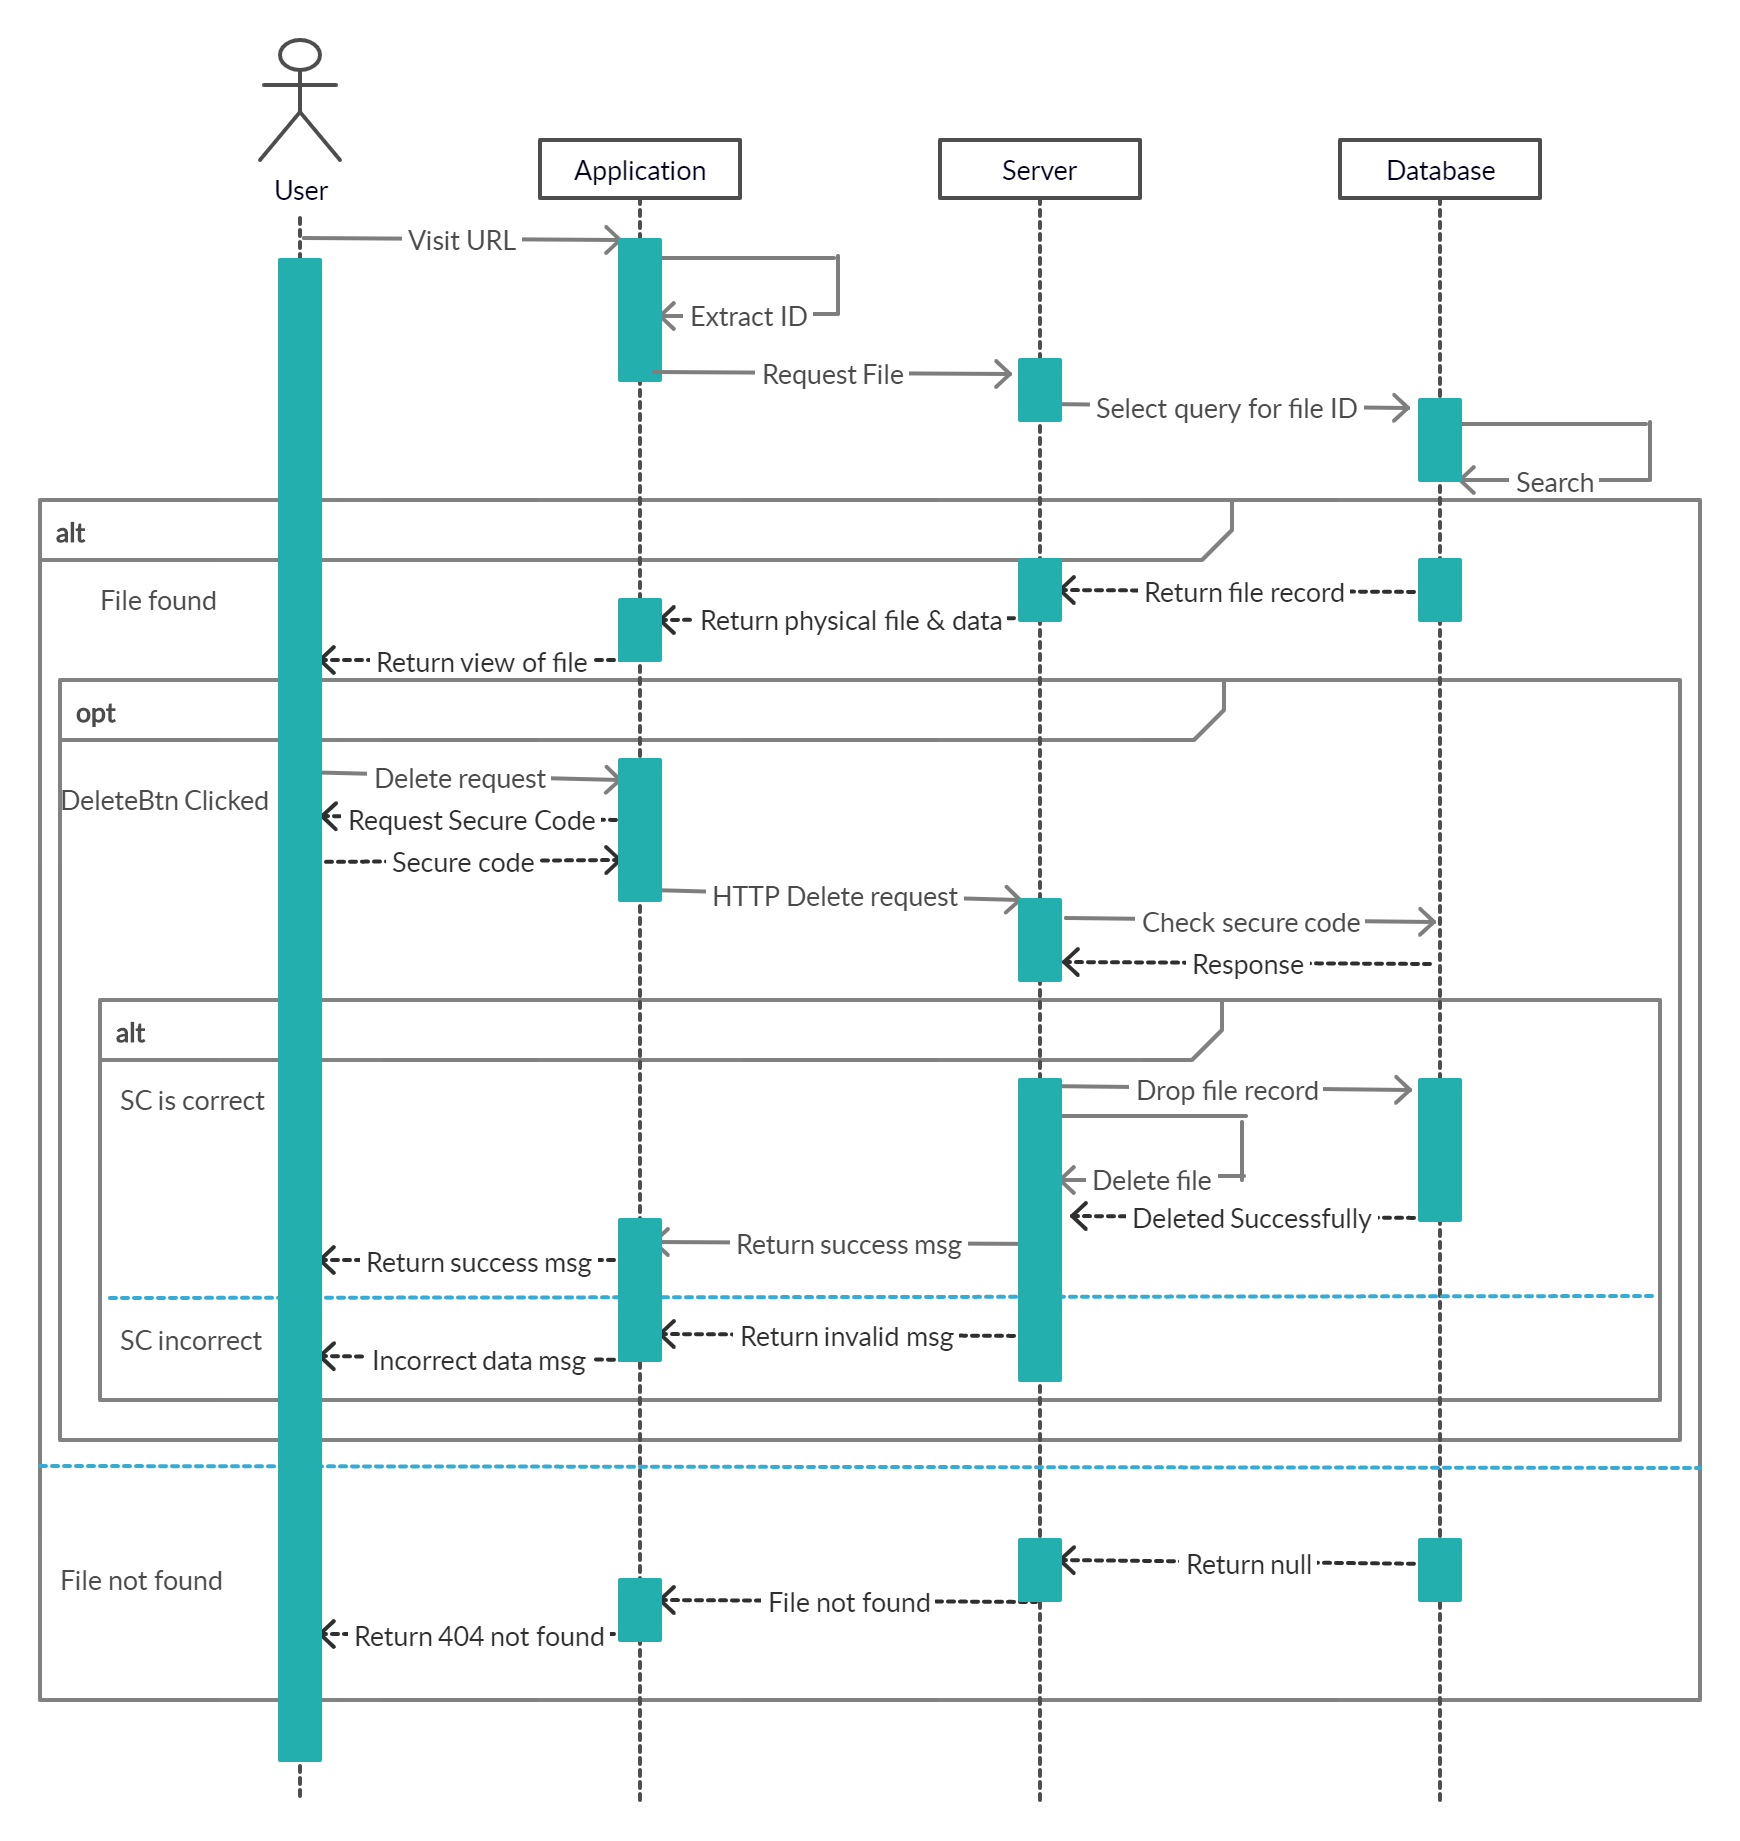 User
Application
Server
Database
Visit URL
Extract ID
Request File
Select query for file ID
Search
alt
File found
Return file record
Return physical file & data
Return view of file
opt
Delete request
DeleteBtn Clicked
Request Secure Code
Secure code
HTTP Delete request
Check secure code
Response
alt
SC is correct
Drop file record
Delete file
Deleted Successfully
Return success msg
Return success msg
SC incorrect
Return invalid msg
Incorrect data msg
File not found
Return null
File not found
Return 404 not found